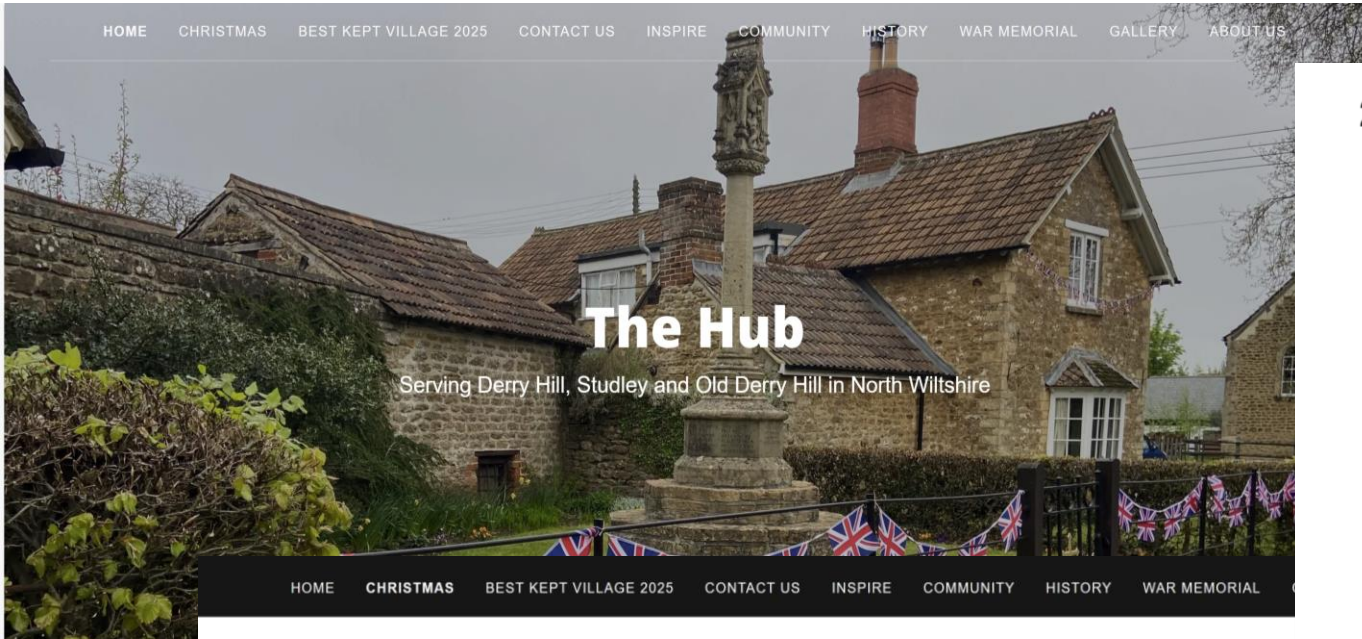 HOME CHRISTMAS BEST KEPT VILLAGE 2025 CONTACT US INSPIRE COMMUNITY HISTORY WAR MEMORIAL GALLERY ABOUT US
The Hub
Serving Derry Hill, Studley and Old Derry Hill in North Wiltshire
HOME CHRISTMAS BEST KEPT VILLAGE 2025 CONTACT US INSPIRE COMMUNITY HISTORY WAR MEMORIAL